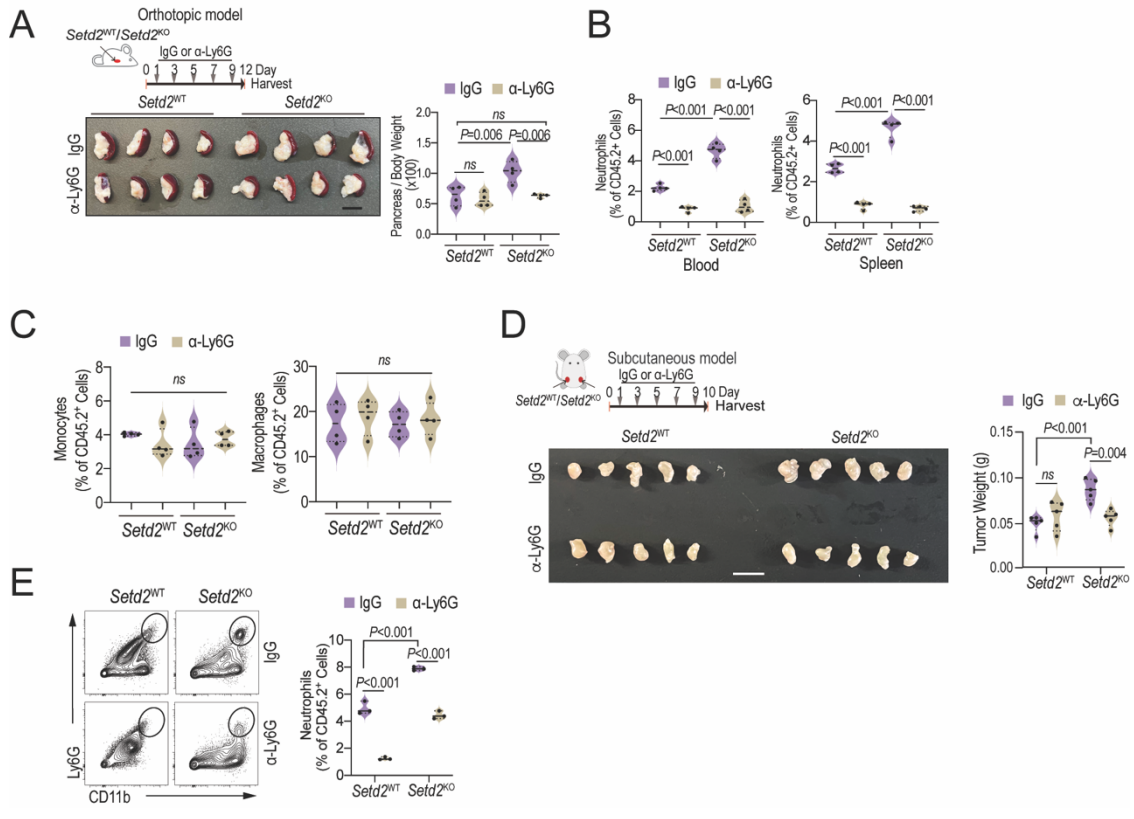 A
Orthotopic model
Setd2WT/Setd2KO
IgG or α-Ly6G
0 1 3 5 7 9 12 Day
Harvest
Setd2WT
Setd2KO
IgG
α-Ly6G
IgG
α-Ly6G
Pancreas / Body Weight
(x100)
2.0
1.5
1.0
0.5
0.0
ns
P=0.006
P=0.006
ns
Setd2WT
Setd2KO
B
IgG
α-Ly6G
Neutrophils
(% of CD45.2+ Cells)
8
6
4
2
0
P<0.001
P<0.001
P<0.001
Setd2WT
Setd2KO
Blood
Neutrophils
(% of CD45.2+ Cells)
6
4
2
0
P<0.001
P<0.001
P<0.001
Setd2WT
Setd2KO
Spleen
C
IgG
α-Ly6G
Monocytes
(% of CD45.2+ Cells)
8
6
4
2
0
ns
Setd2WT
Setd2KO
Macrophages
(% of CD45.2+ Cells)
30
20
10
0
ns
Setd2WT
Setd2KO
D
Subcutaneous model
Setd2WT/Setd2KO
IgG or α-Ly6G
0 1 3 5 7 9 10 Day
Harvest
Setd2WT
Setd2KO
IgG
α-Ly6G
IgG
α-Ly6G
Tumor Weight (g)
0.15
0.10
0.05
0.00
P<0.001
P=0.004
ns
Setd2WT
Setd2KO
E
Setd2WT
Setd2KO
IgG
α-Ly6G
Ly6G
CD11b
IgG
α-Ly6G
Neutrophils
(% of CD45.2+ Cells)
10
8
6
4
2
0
P<0.001
P<0.001
P<0.001
Setd2WT
Setd2KO